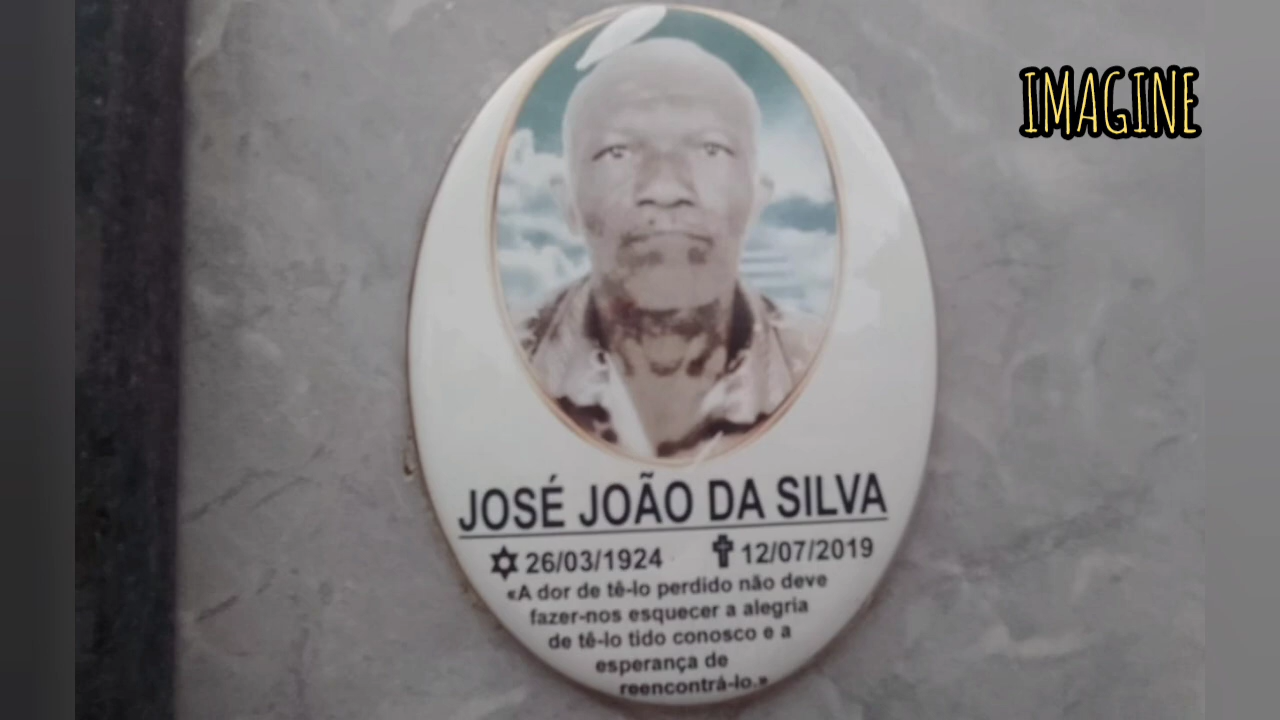 IMAGINE
JOSÉ JOÃO DA SILVA
26/03/1924 12/07/2019
«A dor de tê-lo perdido não deve
fazer-nos esquecer a alegria
de tê-lo tido conosco e a
esperança de
reencontrá-lo.»